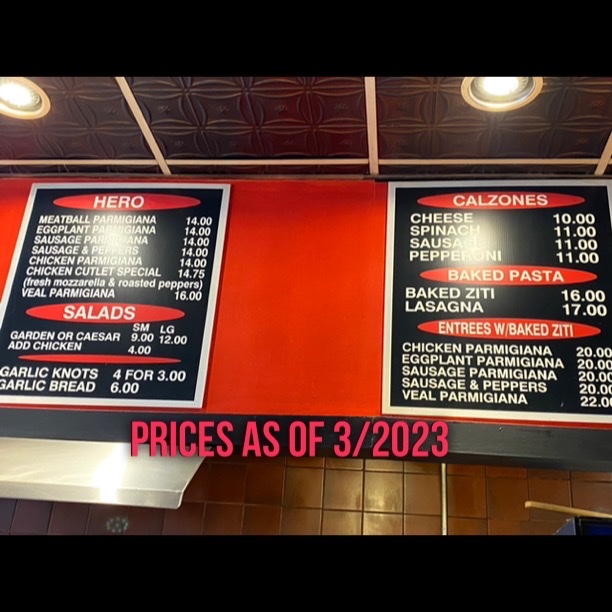 HERO
MEATBALL PARMIGIANA 14.00
EGGPLANT PARMIGIANA 14.00
SAUSAGE PARMIGIANA 14.00
SAUSAGE & PEPPERS 14.00
CHICKEN PARMIGIANA 14.00
CHICKEN CUTLET SPECIAL 14.75
(fresh mozzarella & roasted peppers)
VEAL PARMIGIANA 16.00
SALADS
SM LG
GARDEN OR CAESAR 9.00 12.00
ADD CHICKEN 4.00
GARLIC KNOTS 4 FOR 3.00
GARLIC BREAD 6.00
CALZONES
CHEESE 10.00
SPINACH 11.00
SAUSAGE 11.00
PEPPERONI 11.00
BAKED PASTA
BAKED ZITI 16.00
LASAGNA 17.00
ENTREES W/BAKED ZITI
CHICKEN PARMIGIANA 20.00
EGGPLANT PARMIGIANA 20.00
SAUSAGE PARMIGIANA 20.00
SAUSAGE & PEPPERS 20.00
VEAL PARMIGIANA 22.00
PRICES AS OF 3/2023